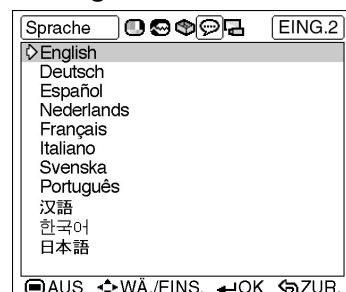 Sprache EING.2
English
Deutsch
Español
Nederlands
Français
Italiano
Svenska
Português
汉語
한국어
日本語
AUS WÄ./EINS. OK ZUR.